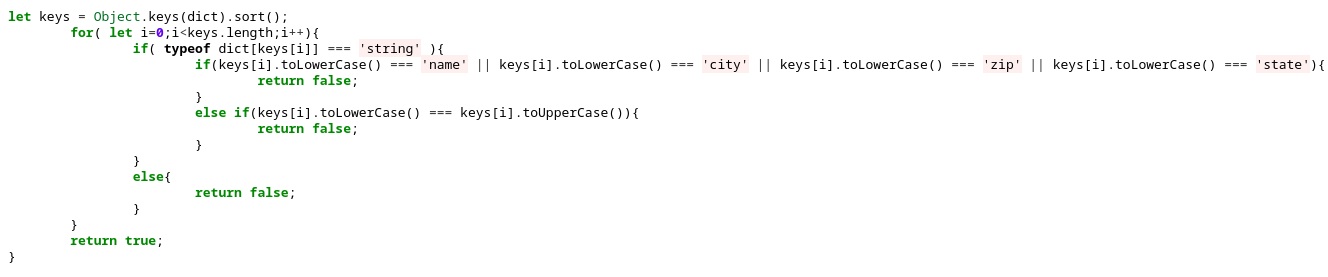 let keys = Object.keys(dict).sort();
for( let i=0;i<keys.length;i++){
if( typeof dict[keys[i]] === 'string' ){
if(keys[i].toLowerCase() === 'name' || keys[i].toLowerCase() === 'city' || keys[i].toLowerCase() === 'zip' || keys[i].toLowerCase() === 'state'){
return false;
}
else if(keys[i].toLowerCase() === keys[i].toUpperCase()){
return false;
}
}
else{
return false;
}
}
return true;
}